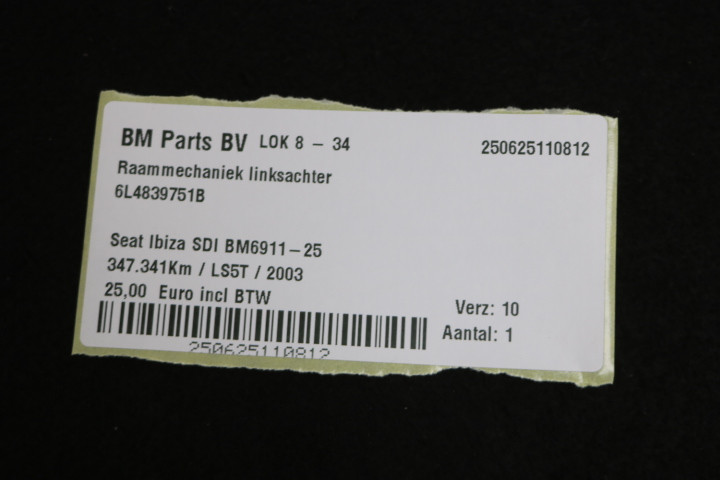 BM Parts BV LOK 8 – 34 250625110812
Raammechaniek linksachter
6L4839751B
Seat Ibiza SDI BM6911–25
347.341Km / LS5T / 2003
25,00 Euro incl BTW
Verz: 10
Aantal: 1
250625110812